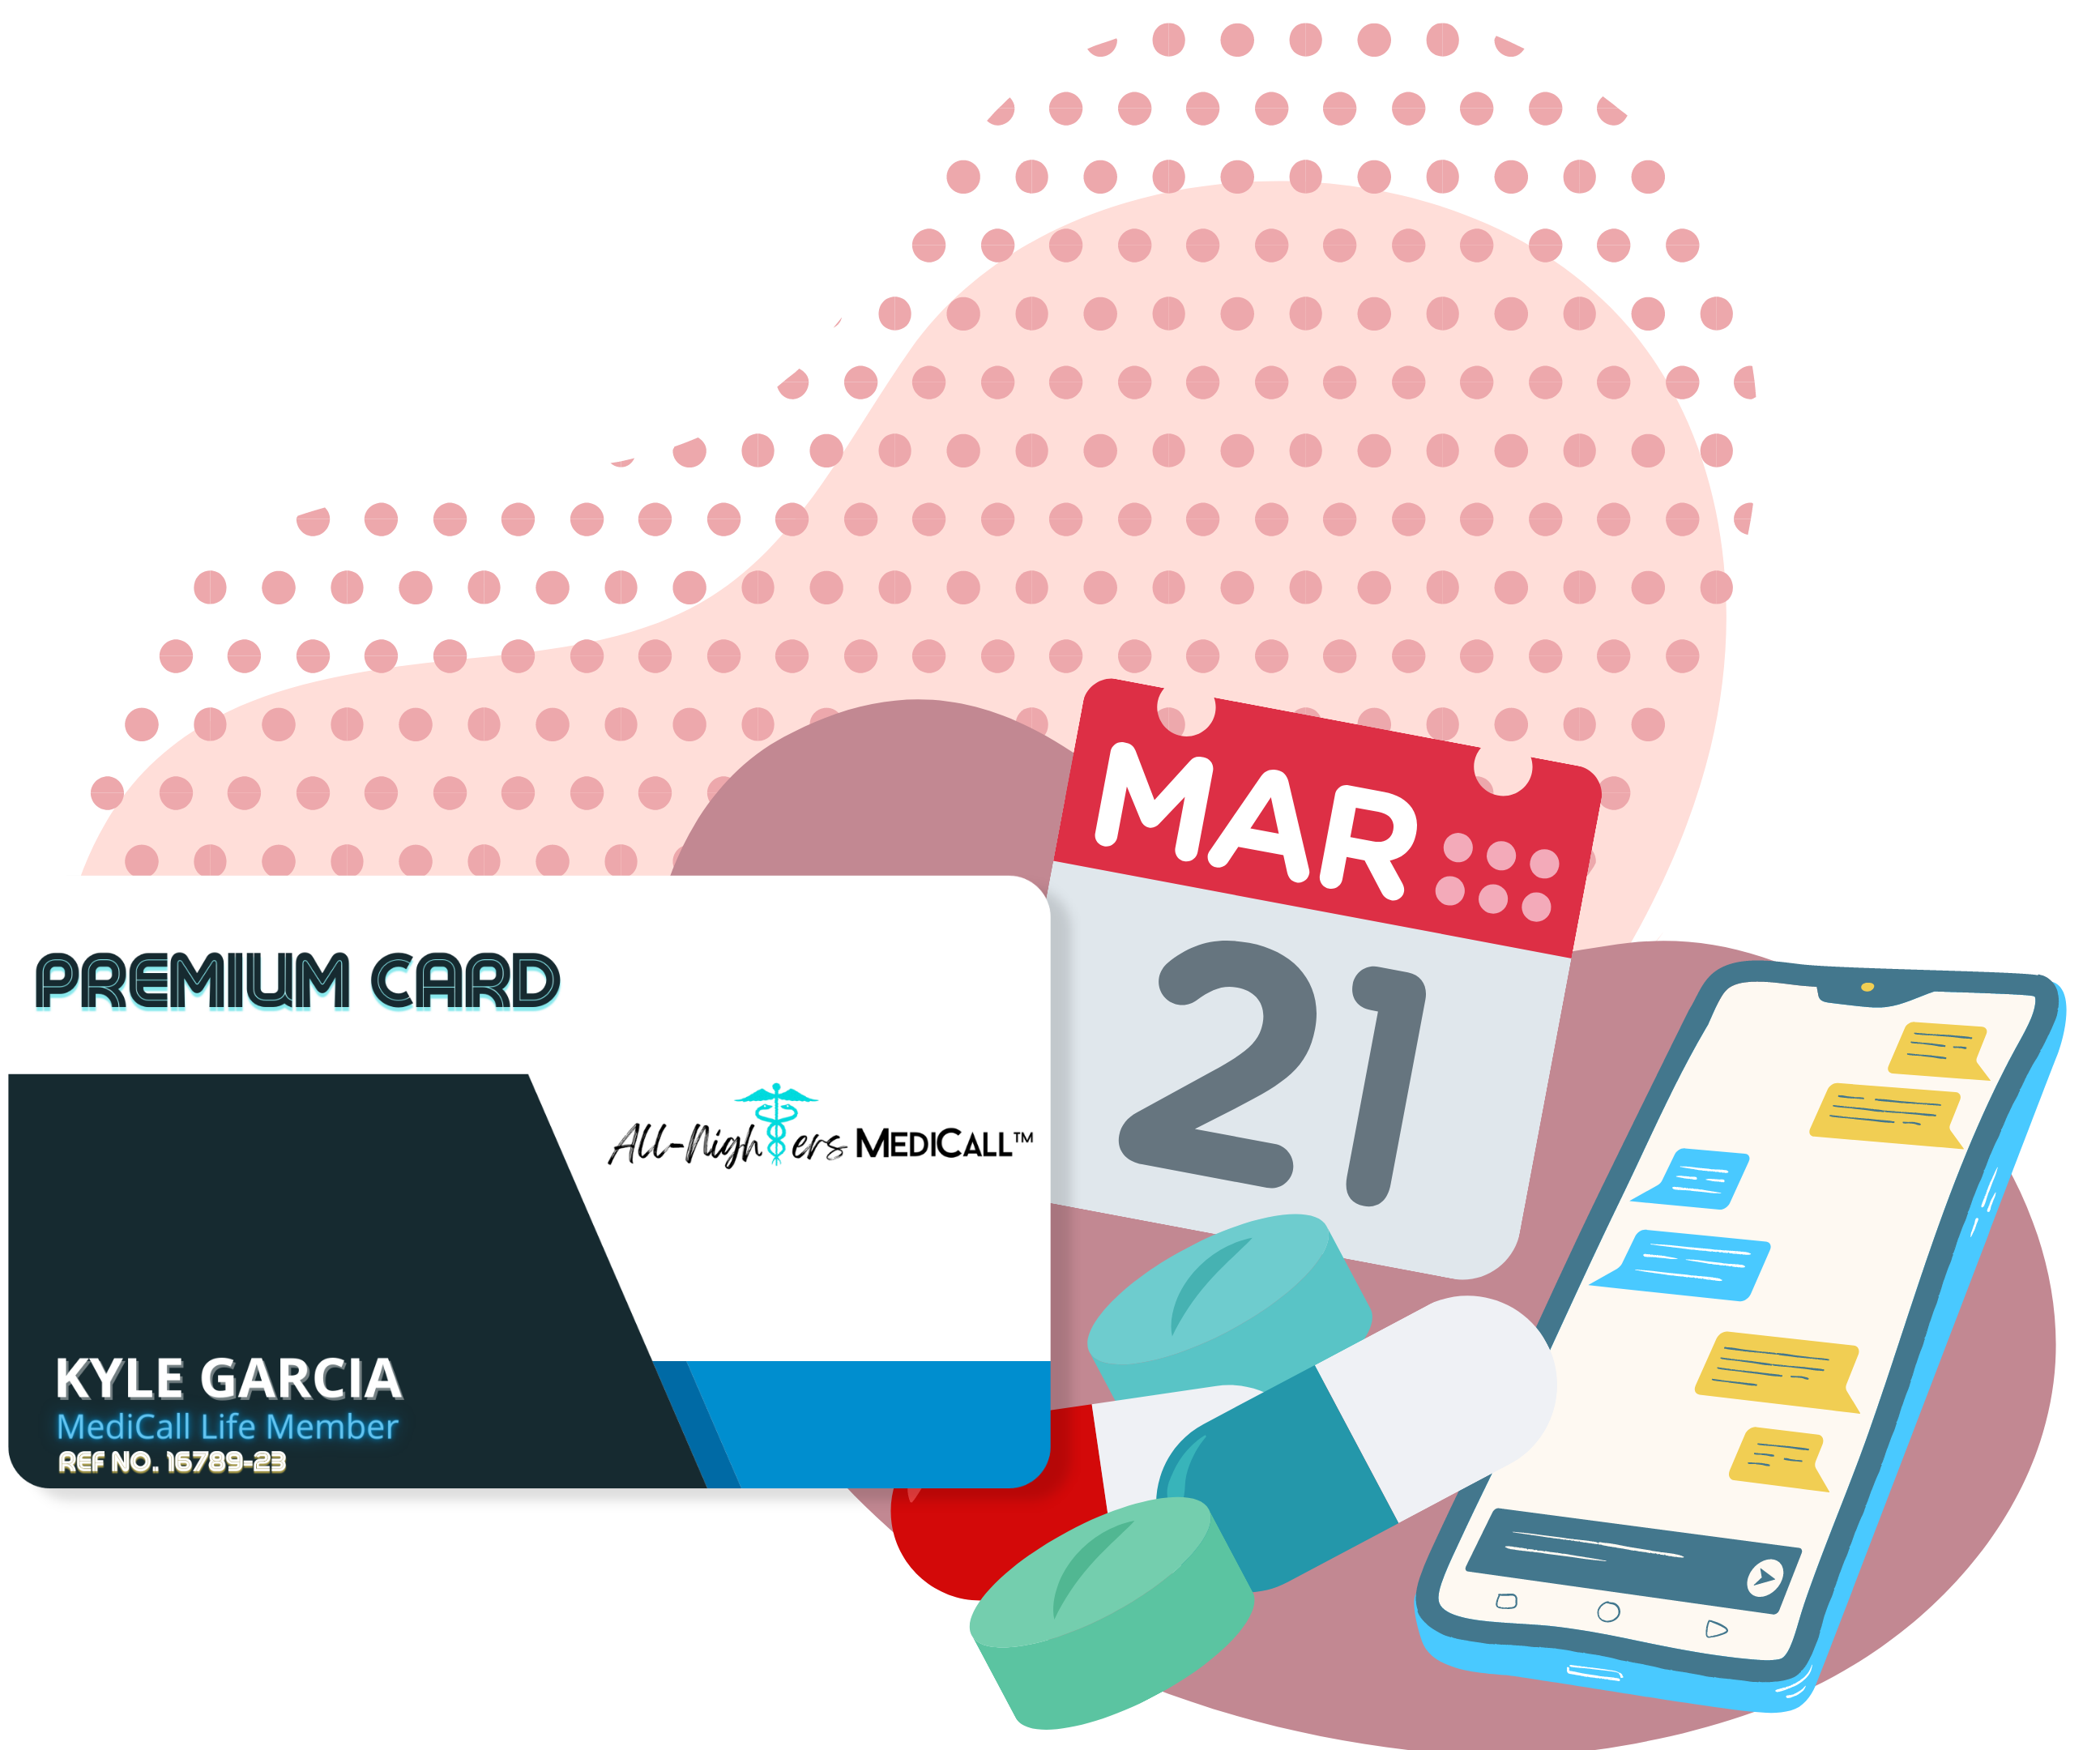 MAR
21
PREMIUM CARD
All-Nighters MEDICALL™
KYLE GARCIA
MediCall Life Member
REF NO. 16789-23